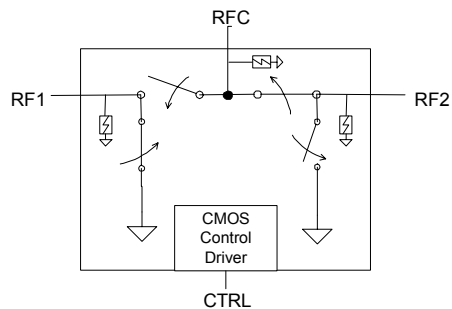 RFC
RF1
RF2
CMOS
Control
Driver
CTRL